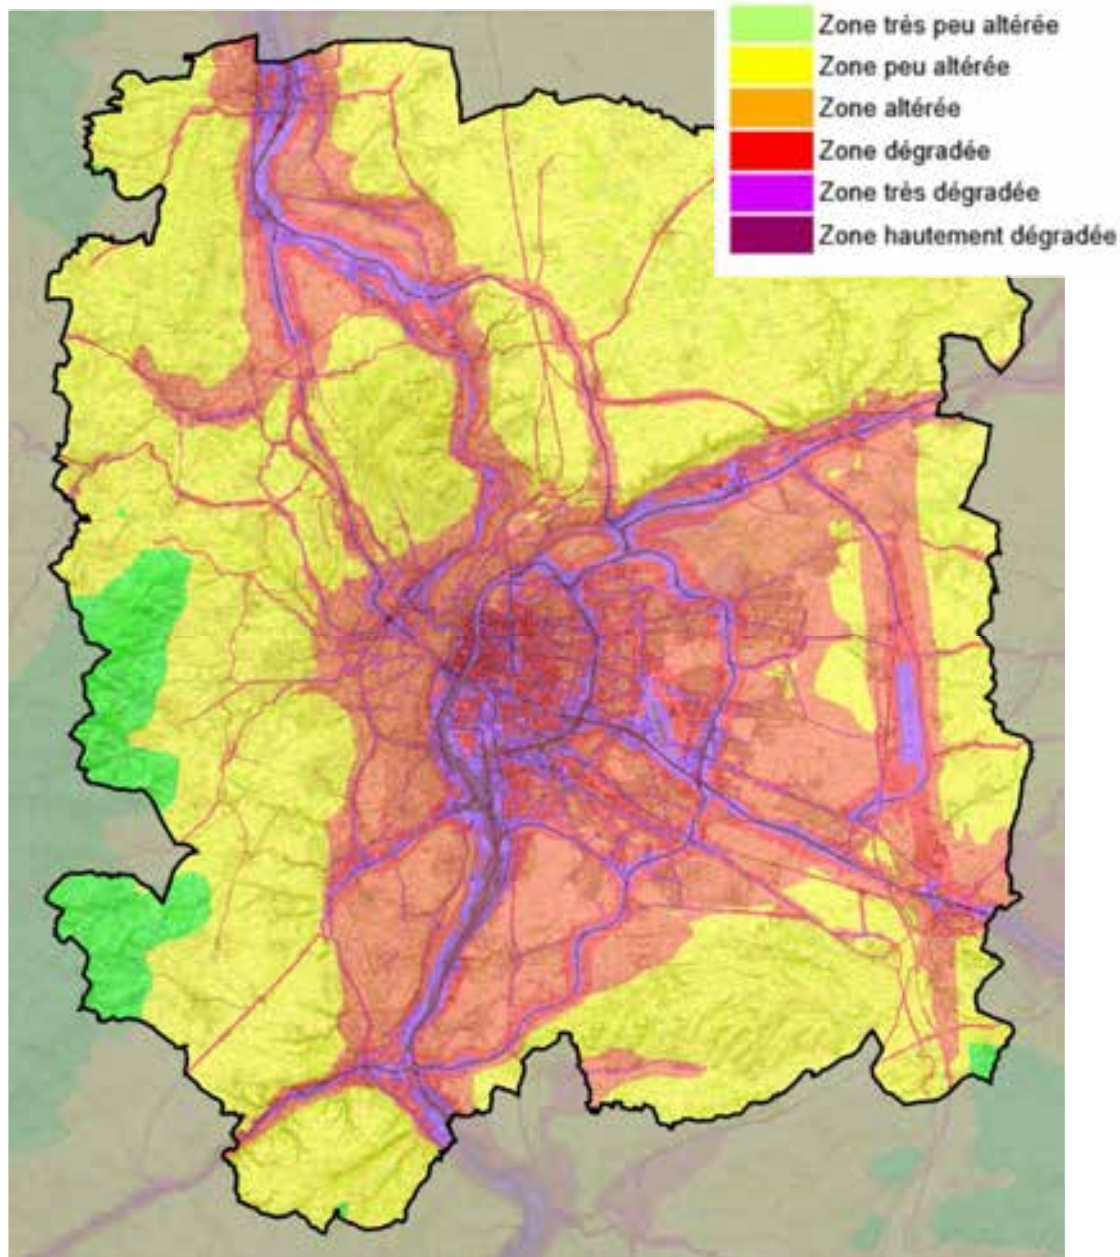 Zone très peu altérée
Zone peu altérée
Zone altérée
Zone dégradée
Zone très dégradée
Zone hautement dégradée